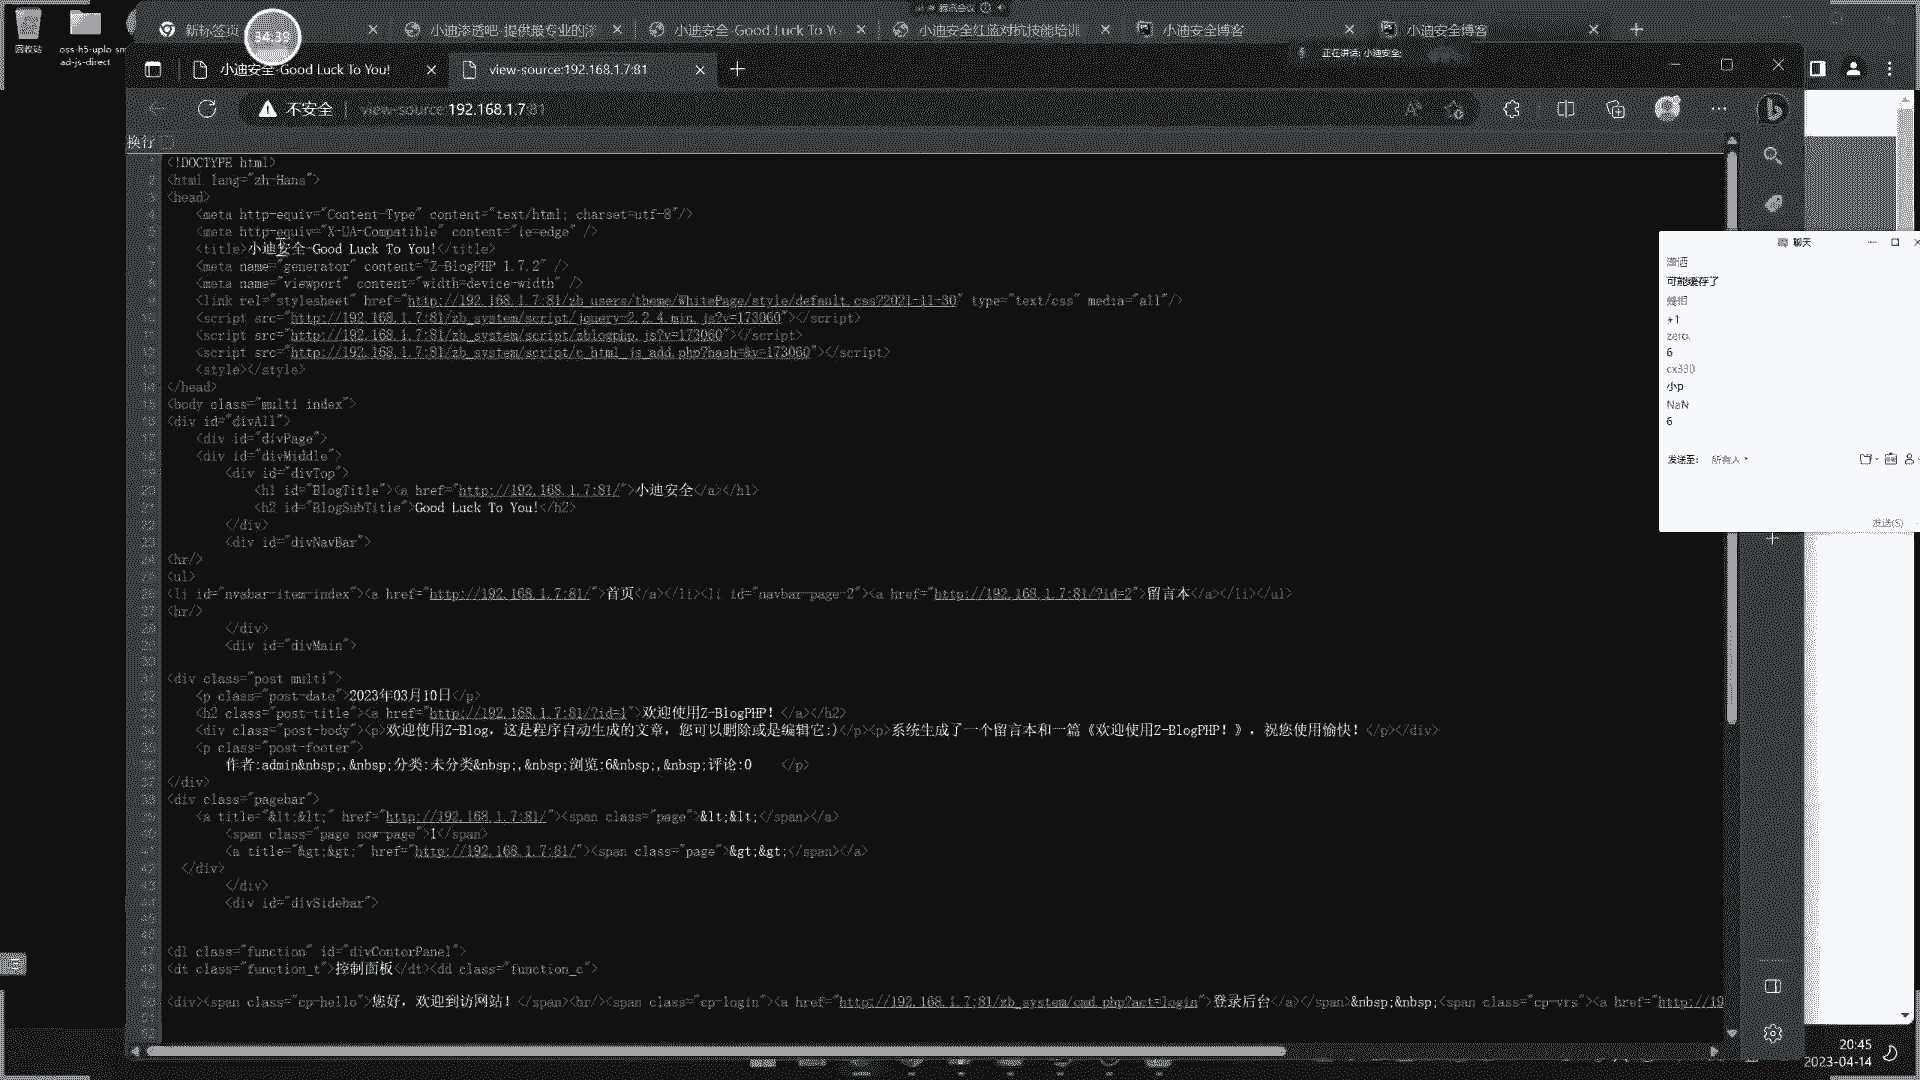 腾讯会议
新标签页
小迪渗透吧-提供最专业的渗
小迪安全-Good Luck To Yo
小迪安全红蓝对抗技能培训
小迪安全博客
小迪安全博客
回收站
oss-h5-uplo
ad-js-direct
34:39
正在讲话: 小迪安全:
小迪安全-Good Luck To You!
view-source:192.168.1.7:81
不安全
view-source:192.168.1.7:81
换行
<!DOCTYPE html>
<html lang="zh-Hans">
<head>
<meta http-equiv="Content-Type" content="text/html; charset=utf-8"/>
<meta http-equiv="X-UA-Compatible" content="ie=edge" />
<title>小迪安全-Good Luck To You!</title>
<meta name="generator" content="Z-BlogPHP 1.7.2" />
<meta name="viewport" content="width=device-width" />
<link rel="stylesheet" href="http://192.168.1.7:81/zb_users/theme/WhitePage/style/default.css?2021-11-30" type="text/css" media="all"/>
<script src="http://192.168.1.7:81/zb_system/script/jquery-2.2.4.min.js?v=173060"></script>
<script src="http://192.168.1.7:81/zb_system/script/zblogphp.js?v=173060"></script>
<script src="http://192.168.1.7:81/zb_system/script/c_html_js_add.php?hash=&v=173060"></script>
<style></style>
</head>
<body class="multi index">
<div id="divAll">
<div id="divPage">
<div id="divMiddle">
<div id="divTop">
<h1 id="BlogTitle"><a href="http://192.168.1.7:81/">小迪安全</a></h1>
<h2 id="BlogSubTitle">Good Luck To You!</h2>
</div>
<div id="divNavBar">
<hr/>
<ul>
<li id="nvabar-item-index"><a href="http://192.168.1.7:81/">首页</a></li><li id="navbar-page-2"><a href="http://192.168.1.7:81/?id=2">留言本</a></li></ul>
<hr/>
</div>
<div id="divMain">
<div class="post multi">
<p class="post-date">2023年03月10日</p>
<h2 class="post-title"><a href="http://192.168.1.7:81/?id=1">欢迎使用Z-BlogPHP！</a></h2>
<div class="post-body"><p>欢迎使用Z-Blog，这是程序自动生成的文章，您可以删除或是编辑它:)</p><p>系统生成了一个留言本和一篇《欢迎使用Z-BlogPHP！》，祝您使用愉快！</p></div>
<p class="post-footer">
作者:admin&nbsp;,&nbsp;分类:未分类&nbsp;,&nbsp;浏览:6&nbsp;,&nbsp;评论:0 </p>
</div>
<div class="pagebar">
<a title="&lt;&lt;" href="http://192.168.1.7:81/"><span class="page">&lt;&lt;</span></a>
<span class="page now-page">1</span>
<a title="&gt;&gt;" href="http://192.168.1.7:81/"><span class="page">&gt;&gt;</span></a>
</div>
</div>
<div id="divSidebar">
<dl class="function" id="divContorPanel">
<dt class="function_t">控制面板</dt><dd class="function_c">
<div><span class="cp-hello">您好，欢迎到访网站！</span><br/><span class="cp-login"><a href="http://192.168.1.7:81/zb_system/cmd.php?act=login">登录后台</a></span>&nbsp;&nbsp;<span class="cp-vrs"><a href="http://19
聊天
潇洒
可能缓存了
+1
zero.
6
cx330
小p
NaN
6
发送至:
所有人
发送(S)
20:45
2023-04-14